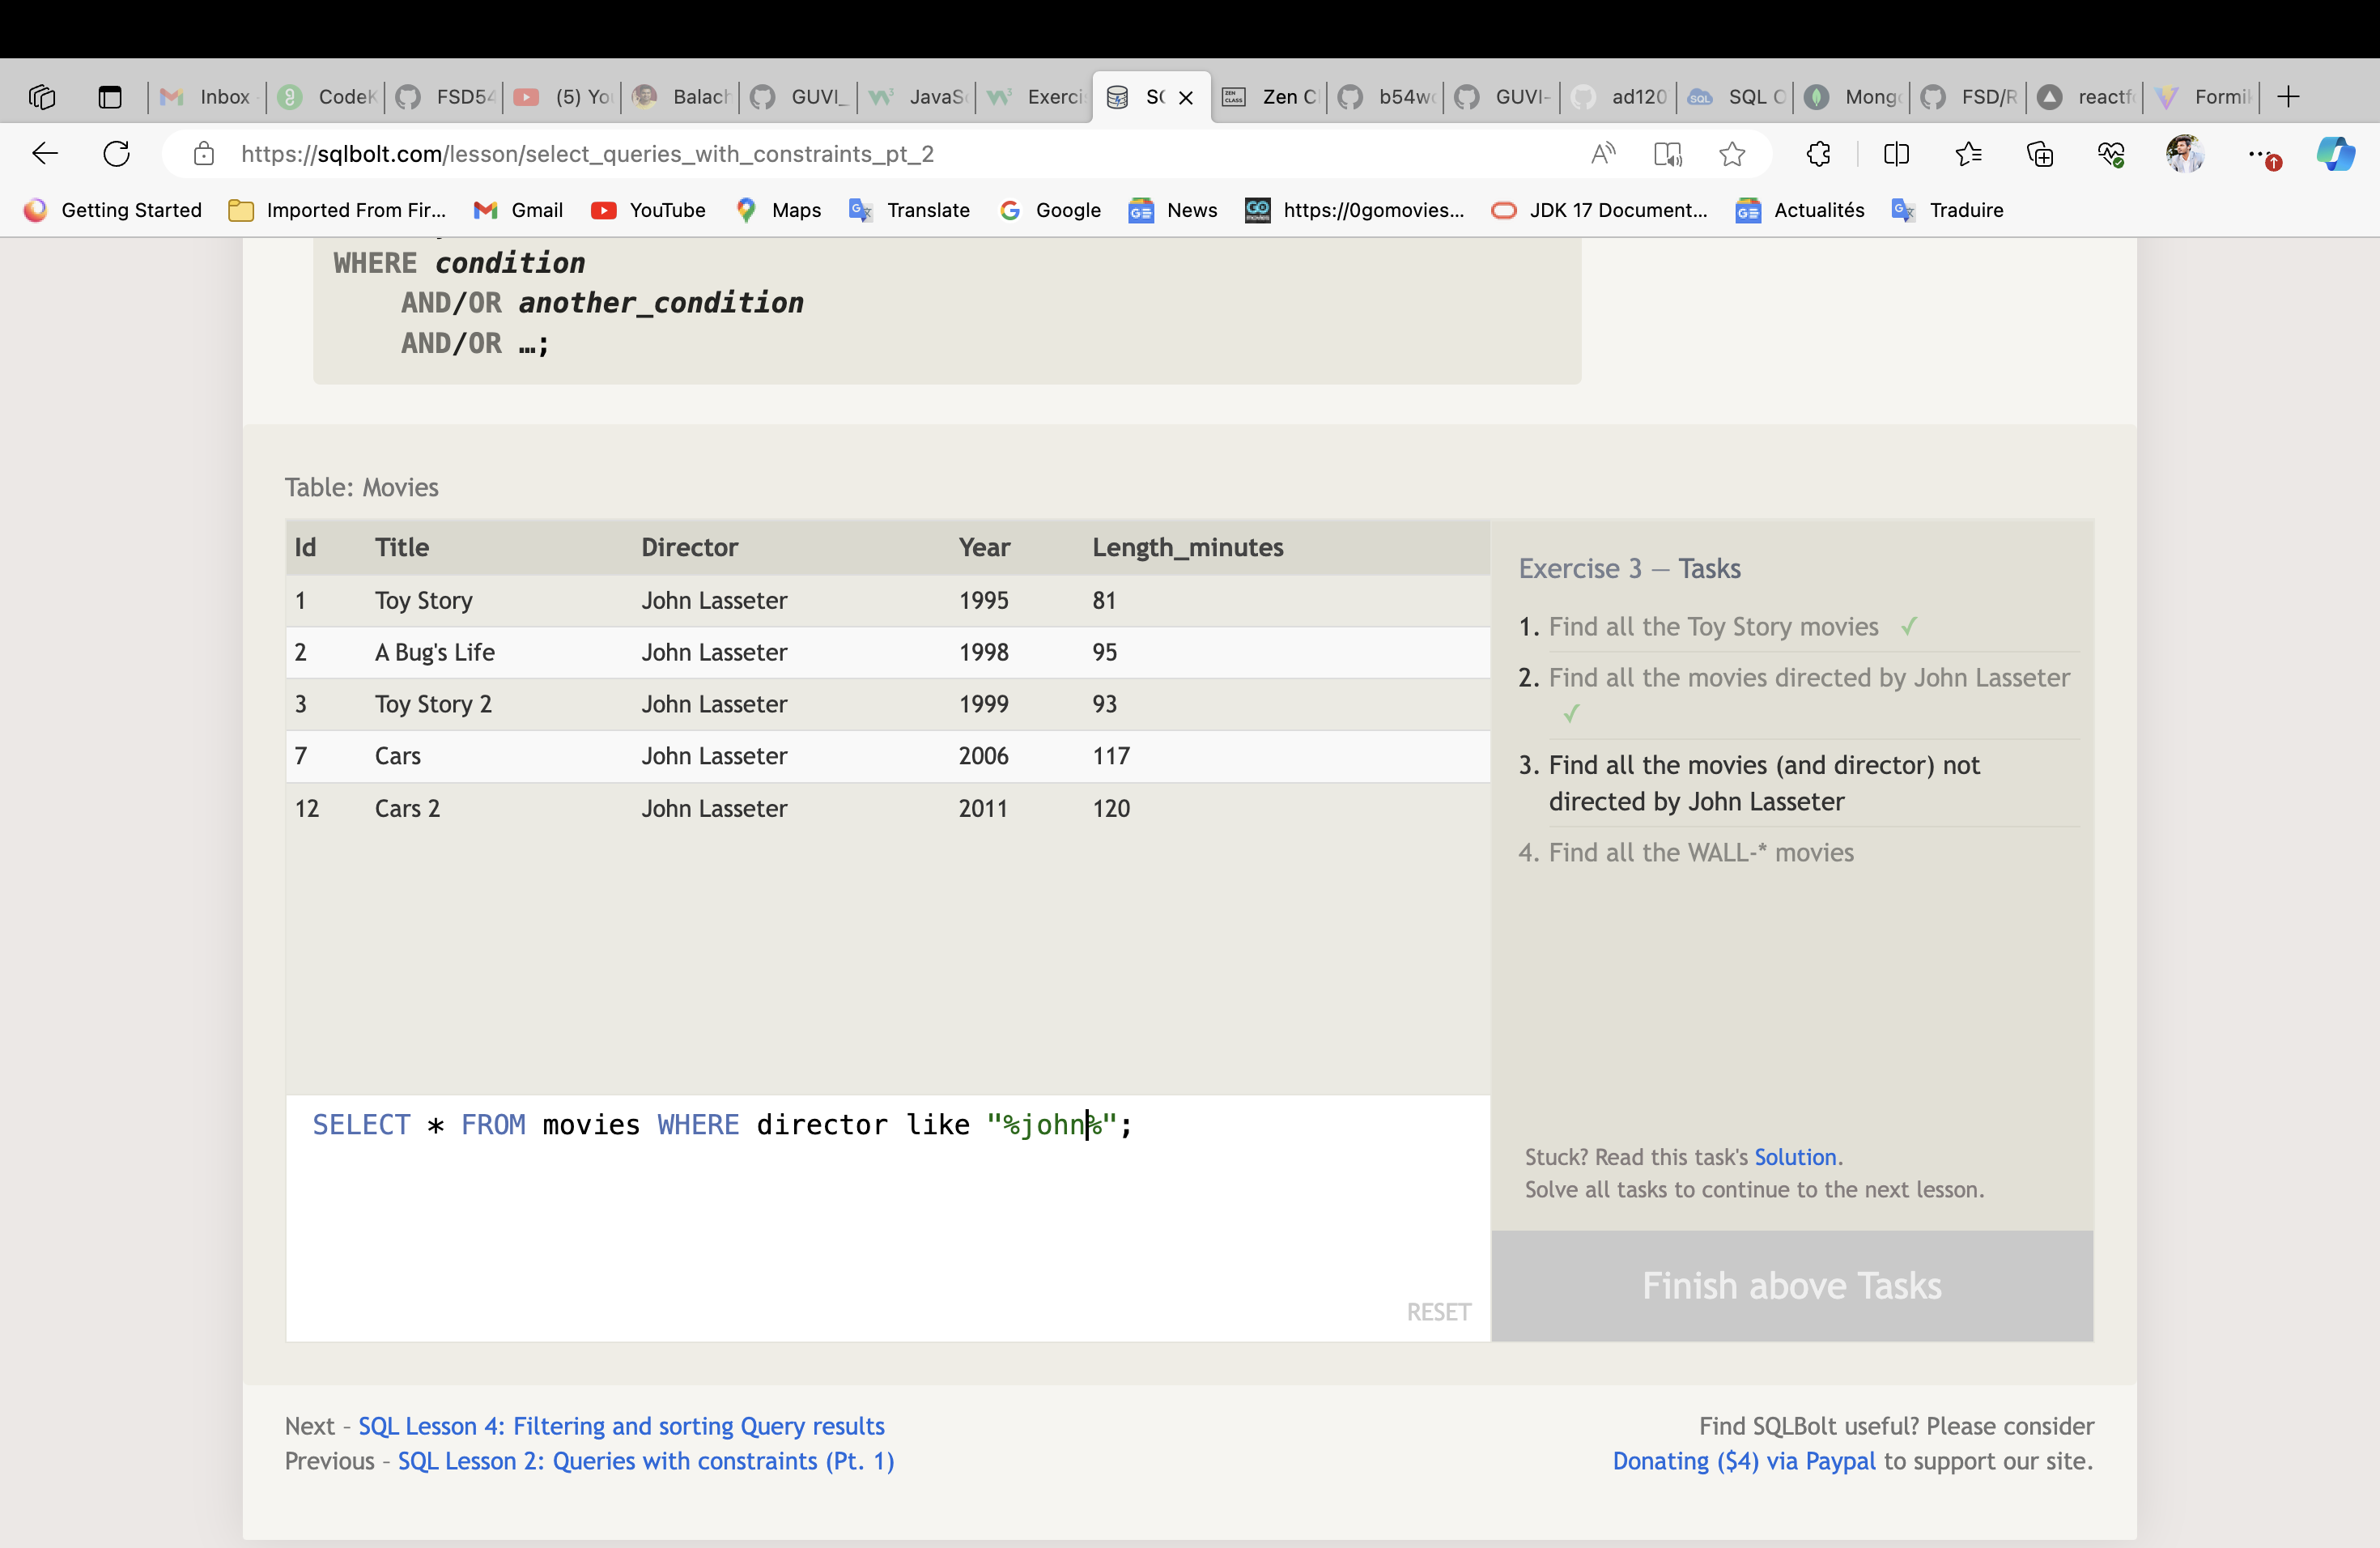 Inbox
CodeK
FSD54
(5) Yo
Balach
GUVI_
JavaS
Exerci
SC
Zen C
b54w
GUVI-
ad120
SQL O
Mong
FSD/R
reactf
Formi
https://sqlbolt.com/lesson/select_queries_with_constraints_pt_2
Getting Started
Imported From Fir...
Gmail
YouTube
Maps
Translate
Google
News
https://0gomovies...
JDK 17 Document...
Actualités
Traduire
WHERE condition
AND/OR another_condition
AND/OR …;
Table: Movies
Id Title Director Year Length_minutes
1 Toy Story John Lasseter 1995 81
2 A Bug's Life John Lasseter 1998 95
3 Toy Story 2 John Lasseter 1999 93
7 Cars John Lasseter 2006 117
12 Cars 2 John Lasseter 2011 120
Exercise 3 — Tasks
1. Find all the Toy Story movies ✓
2. Find all the movies directed by John Lasseter
✓
3. Find all the movies (and director) not
directed by John Lasseter
4. Find all the WALL-* movies
SELECT * FROM movies WHERE director like "%john%";
RESET
Stuck? Read this task's Solution.
Solve all tasks to continue to the next lesson.
Finish above Tasks
Next – SQL Lesson 4: Filtering and sorting Query results
Previous – SQL Lesson 2: Queries with constraints (Pt. 1)
Find SQLBolt useful? Please consider
Donating ($4) via Paypal to support our site.